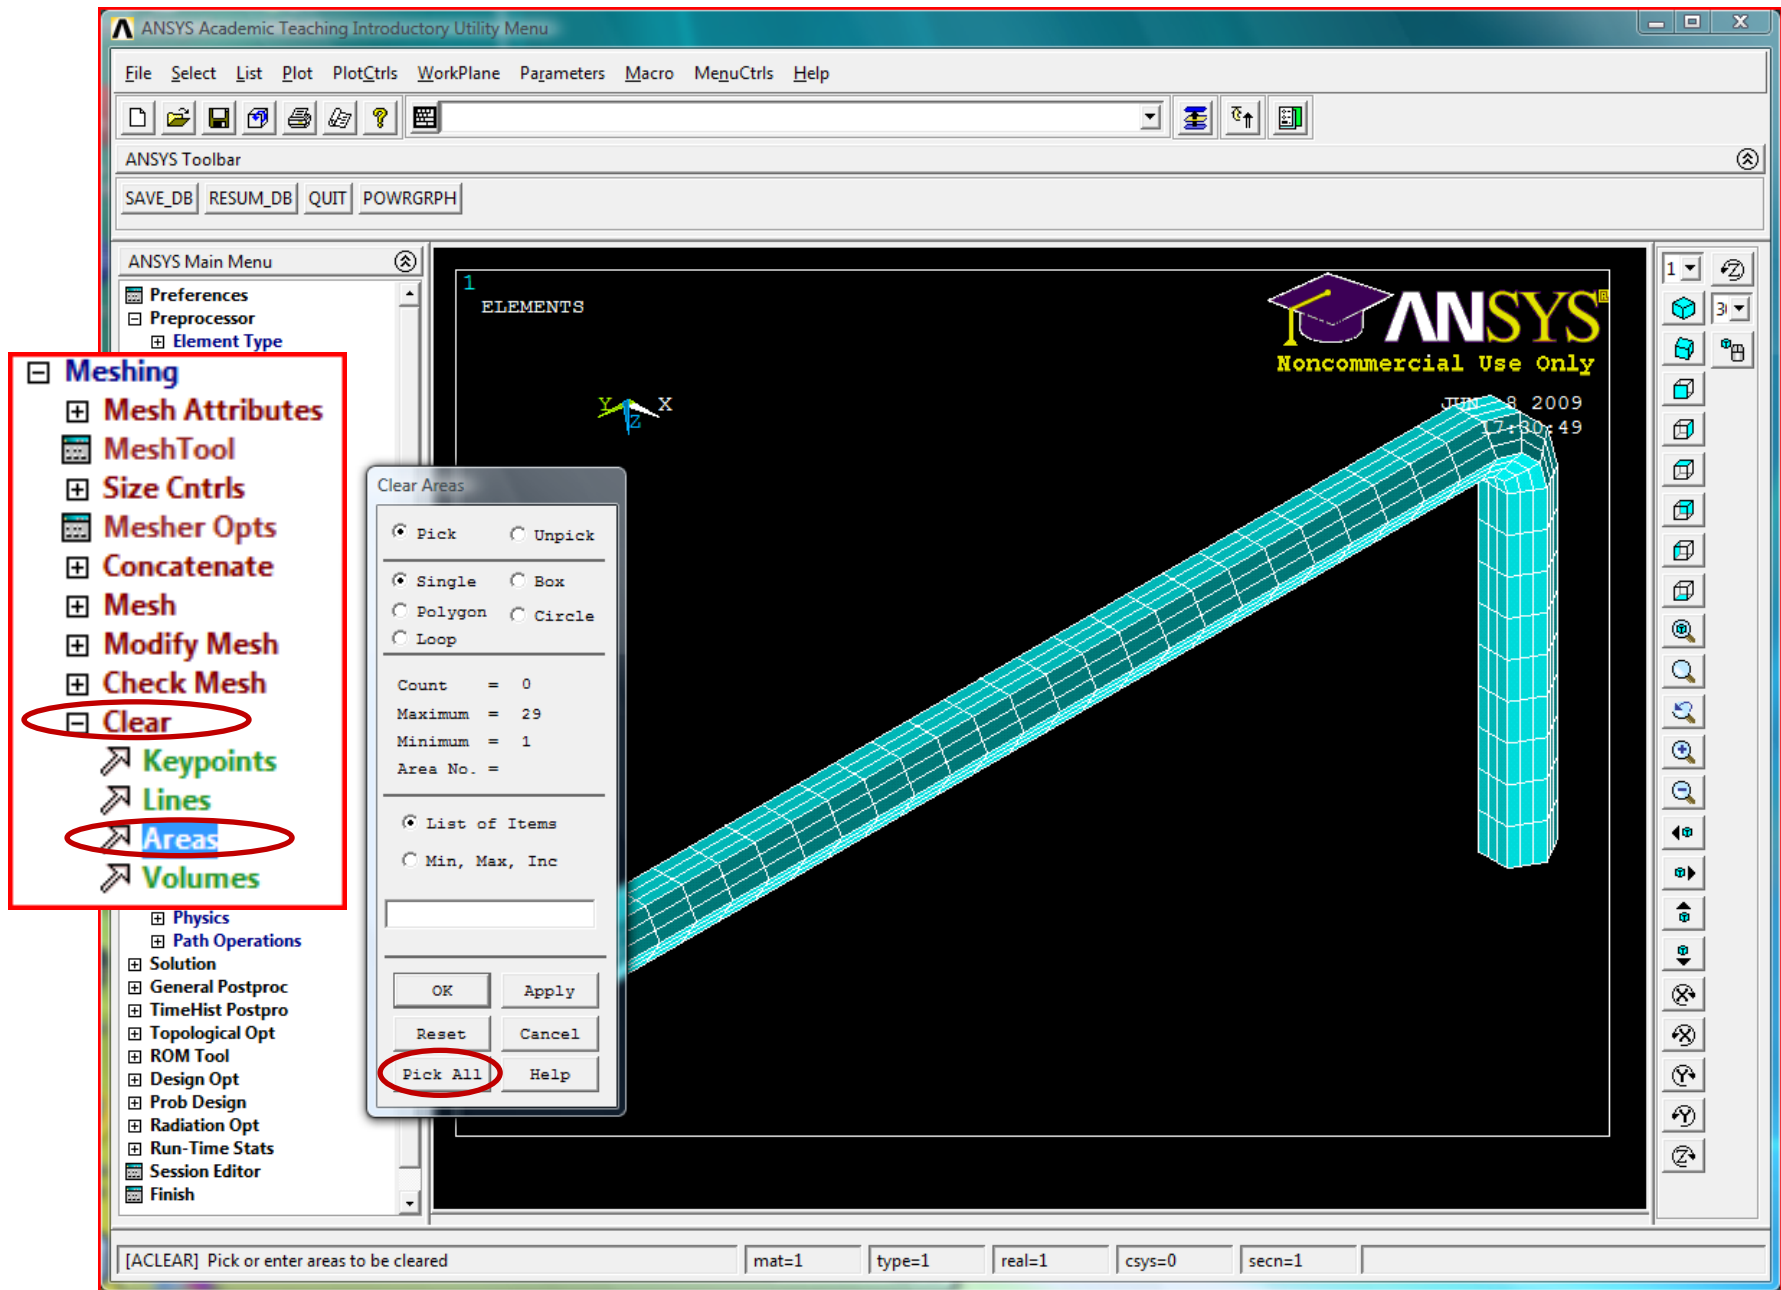 ANSYS Academic Teaching Introductory Utility Menu
File Select List Plot PlotCtrls WorkPlane Parameters Macro MenuCtrls Help
ANSYS Toolbar
SAVE_DB RESUM_DB QUIT POWRGRPH
ANSYS Main Menu
Preferences
Preprocessor
Element Type
Meshing
Mesh Attributes
MeshTool
Size Cntrls
Mesher Opts
Concatenate
Mesh
Modify Mesh
Check Mesh
Clear
Keypoints
Lines
Areas
Volumes
Physics
Path Operations
Solution
General Postproc
TimeHist Postpro
Topological Opt
ROM Tool
Design Opt
Prob Design
Radiation Opt
Run-Time Stats
Session Editor
Finish
Clear Areas
Pick Unpick
Single Box
Polygon Circle
Loop
Count = 0
Maximum = 29
Minimum = 1
Area No. =
List of Items
Min, Max, Inc
OK Apply
Reset Cancel
Pick All Help
1
ELEMENTS
ANSYS®
Noncommercial Use Only
JUN 8 2009
17:30:49
Y X
Z
1 Z
X
X
Y
Y
Z
[ACLEAR] Pick or enter areas to be cleared
mat=1 type=1 real=1 csys=0 secn=1